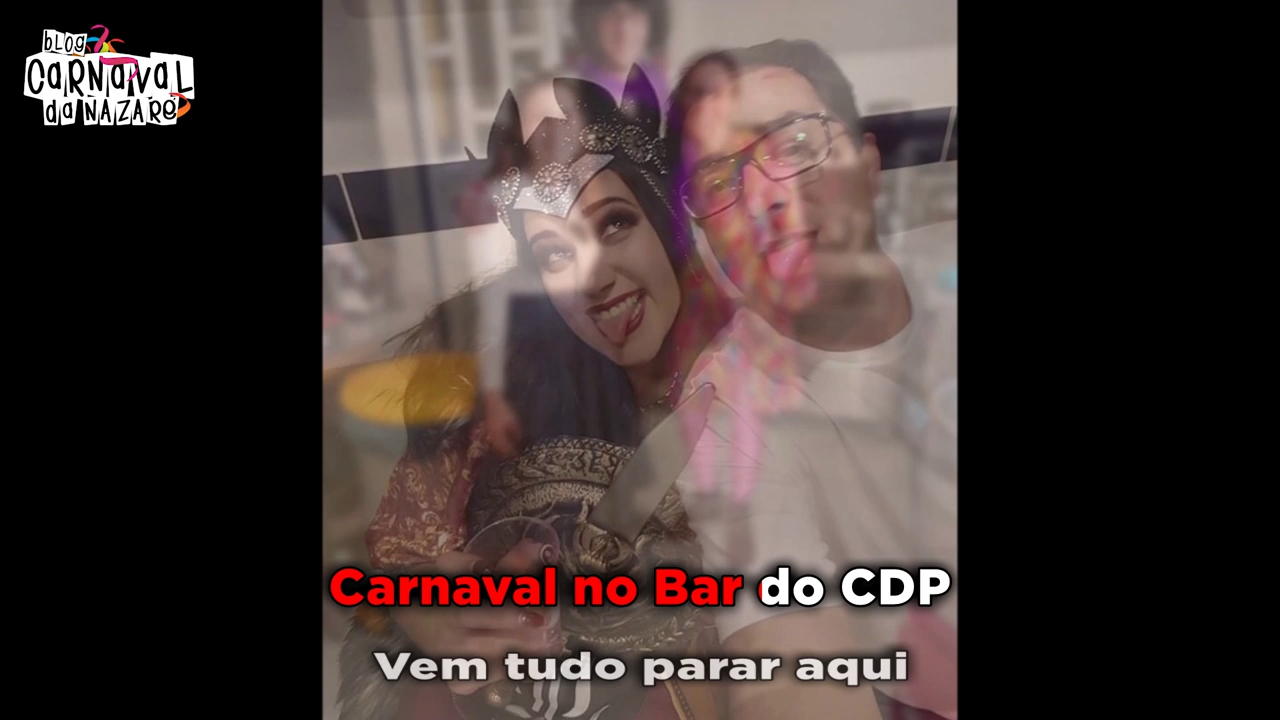 BLOG
CARNAVAL
da NAZARÉ
Carnaval no Bar do CDP
Vem tudo parar aqui